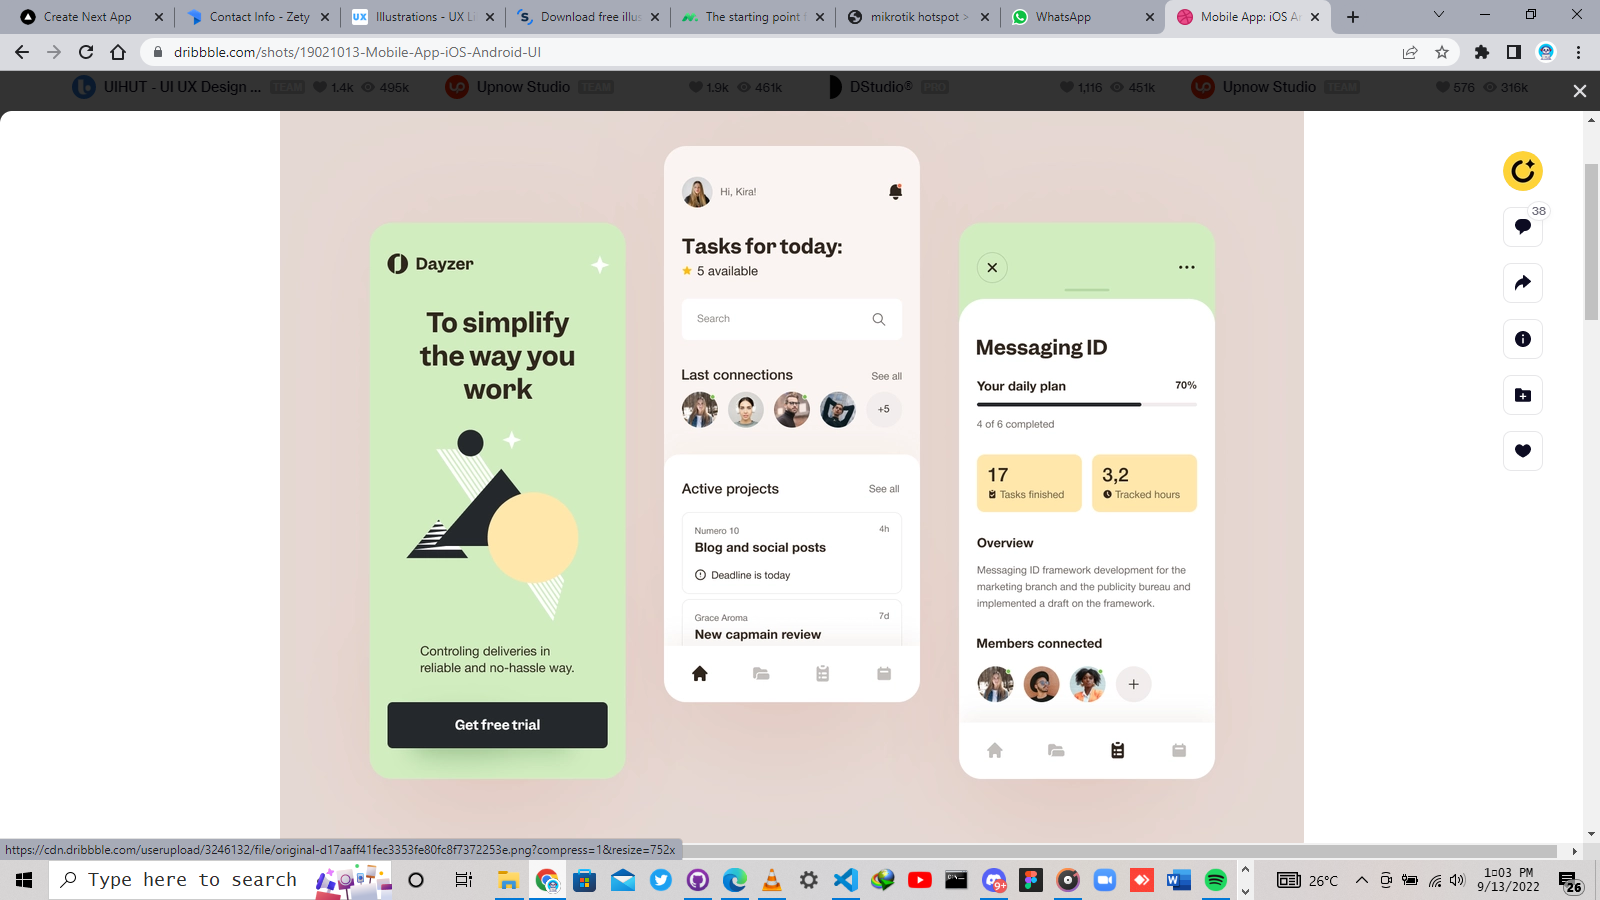 Create Next App
Contact Info - Zety
Illustrations - UX Li
Download free illus
The starting point f
mikrotik hotspot >
WhatsApp
Mobile App: iOS A
dribbble.com/shots/19021013-Mobile-App-iOS-Android-UI
UIHUT - UI UX Design ... TEAM 1.4k 495k
Upnow Studio TEAM 1.9k 461k
DStudio® PRO 1,116 451k
Upnow Studio TEAM 576 316k
38
Dayzer
To simplify
the way you
work
Controling deliveries in
reliable and no-hassle way.
Get free trial
Hi, Kira!
Tasks for today:
5 available
Search
Last connections See all
+5
Active projects See all
Numero 10 4h
Blog and social posts
Deadline is today
Grace Aroma 7d
New capmain review
Messaging ID
Your daily plan 70%
4 of 6 completed
17
Tasks finished
3,2
Tracked hours
Overview
Messaging ID framework development for the
marketing branch and the publicity bureau and
implemented a draft on the framework.
Members connected
https://cdn.dribbble.com/userupload/3246132/file/original-d17aaff41fec3353fe80fc8f7372253e.png?compress=1&resize=752x
Type here to search
9+
26°C
1:03 PM
9/13/2022
26